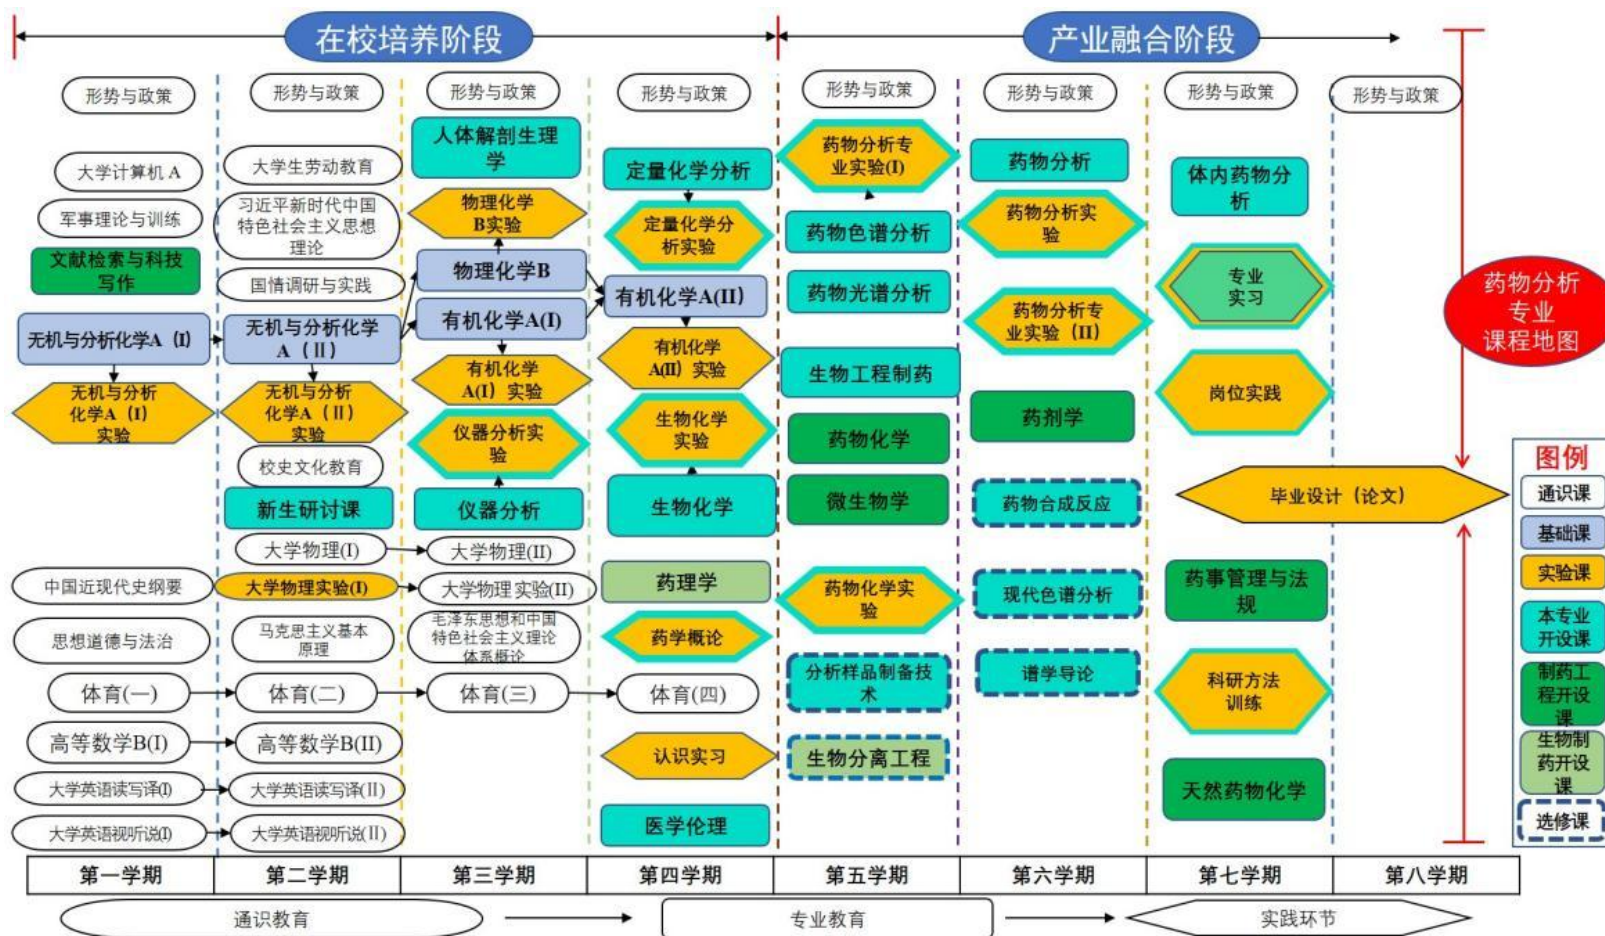 在校培养阶段
产业融合阶段
形势与政策
形势与政策
形势与政策
形势与政策
形势与政策
形势与政策
形势与政策
形势与政策
大学计算机 A
军事理论与训练
文献检索与科技
写作
无机与分析化学A（I）
无机与分析
化学A（I）
实验
中国近现代史纲要
思想道德与法治
体育(一)
高等数学B(I)
大学英语读写译(I)
大学英语视听说(I)
大学生劳动教育
习近平新时代中国
特色社会主义思想
理论
国情调研与实践
无机与分析化学
A（II）
无机与分析
化学A（II）
实验
校史文化教育
新生研讨课
大学物理(I)
大学物理实验(I)
马克思主义基本
原理
体育(二)
高等数学B(II)
大学英语读写译(II)
大学英语视听说(II)
人体解剖生理
学
物理化学
B实验
物理化学B
有机化学A(I)
有机化学
A(I）实验
仪器分析实
验
仪器分析
大学物理(II)
大学物理实验(II)
毛泽东思想和中国
特色社会主义理论
体系概论
体育(三)
定量化学分析
定量化学分
析实验
有机化学A(II)
有机化学
A(II）实验
生物化学
实验
生物化学
药理学
药学概论
体育(四)
认识实习
医学伦理
药物分析专
业实验(I)
药物色谱分析
药物光谱分析
生物工程制药
药物化学
微生物学
药物化学实
验
分析样品制备技
术
生物分离工程
药物分析
药物分析实
验
药物分析专
业实验（II）
药剂学
药物合成反应
现代色谱分析
谱学导论
体内药物分
析
专业
实习
岗位实践
毕业设计（论文）
药事管理与法
规
科研方法
训练
天然药物化学
药物分析
专业
课程地图
图例
通识课
基础课
实验课
本专业
开设课
制药工
程开设
课
生物制
药开设
课
选修课
第一学期
第二学期
第三学期
第四学期
第五学期
第六学期
第七学期
第八学期
通识教育
专业教育
实践环节